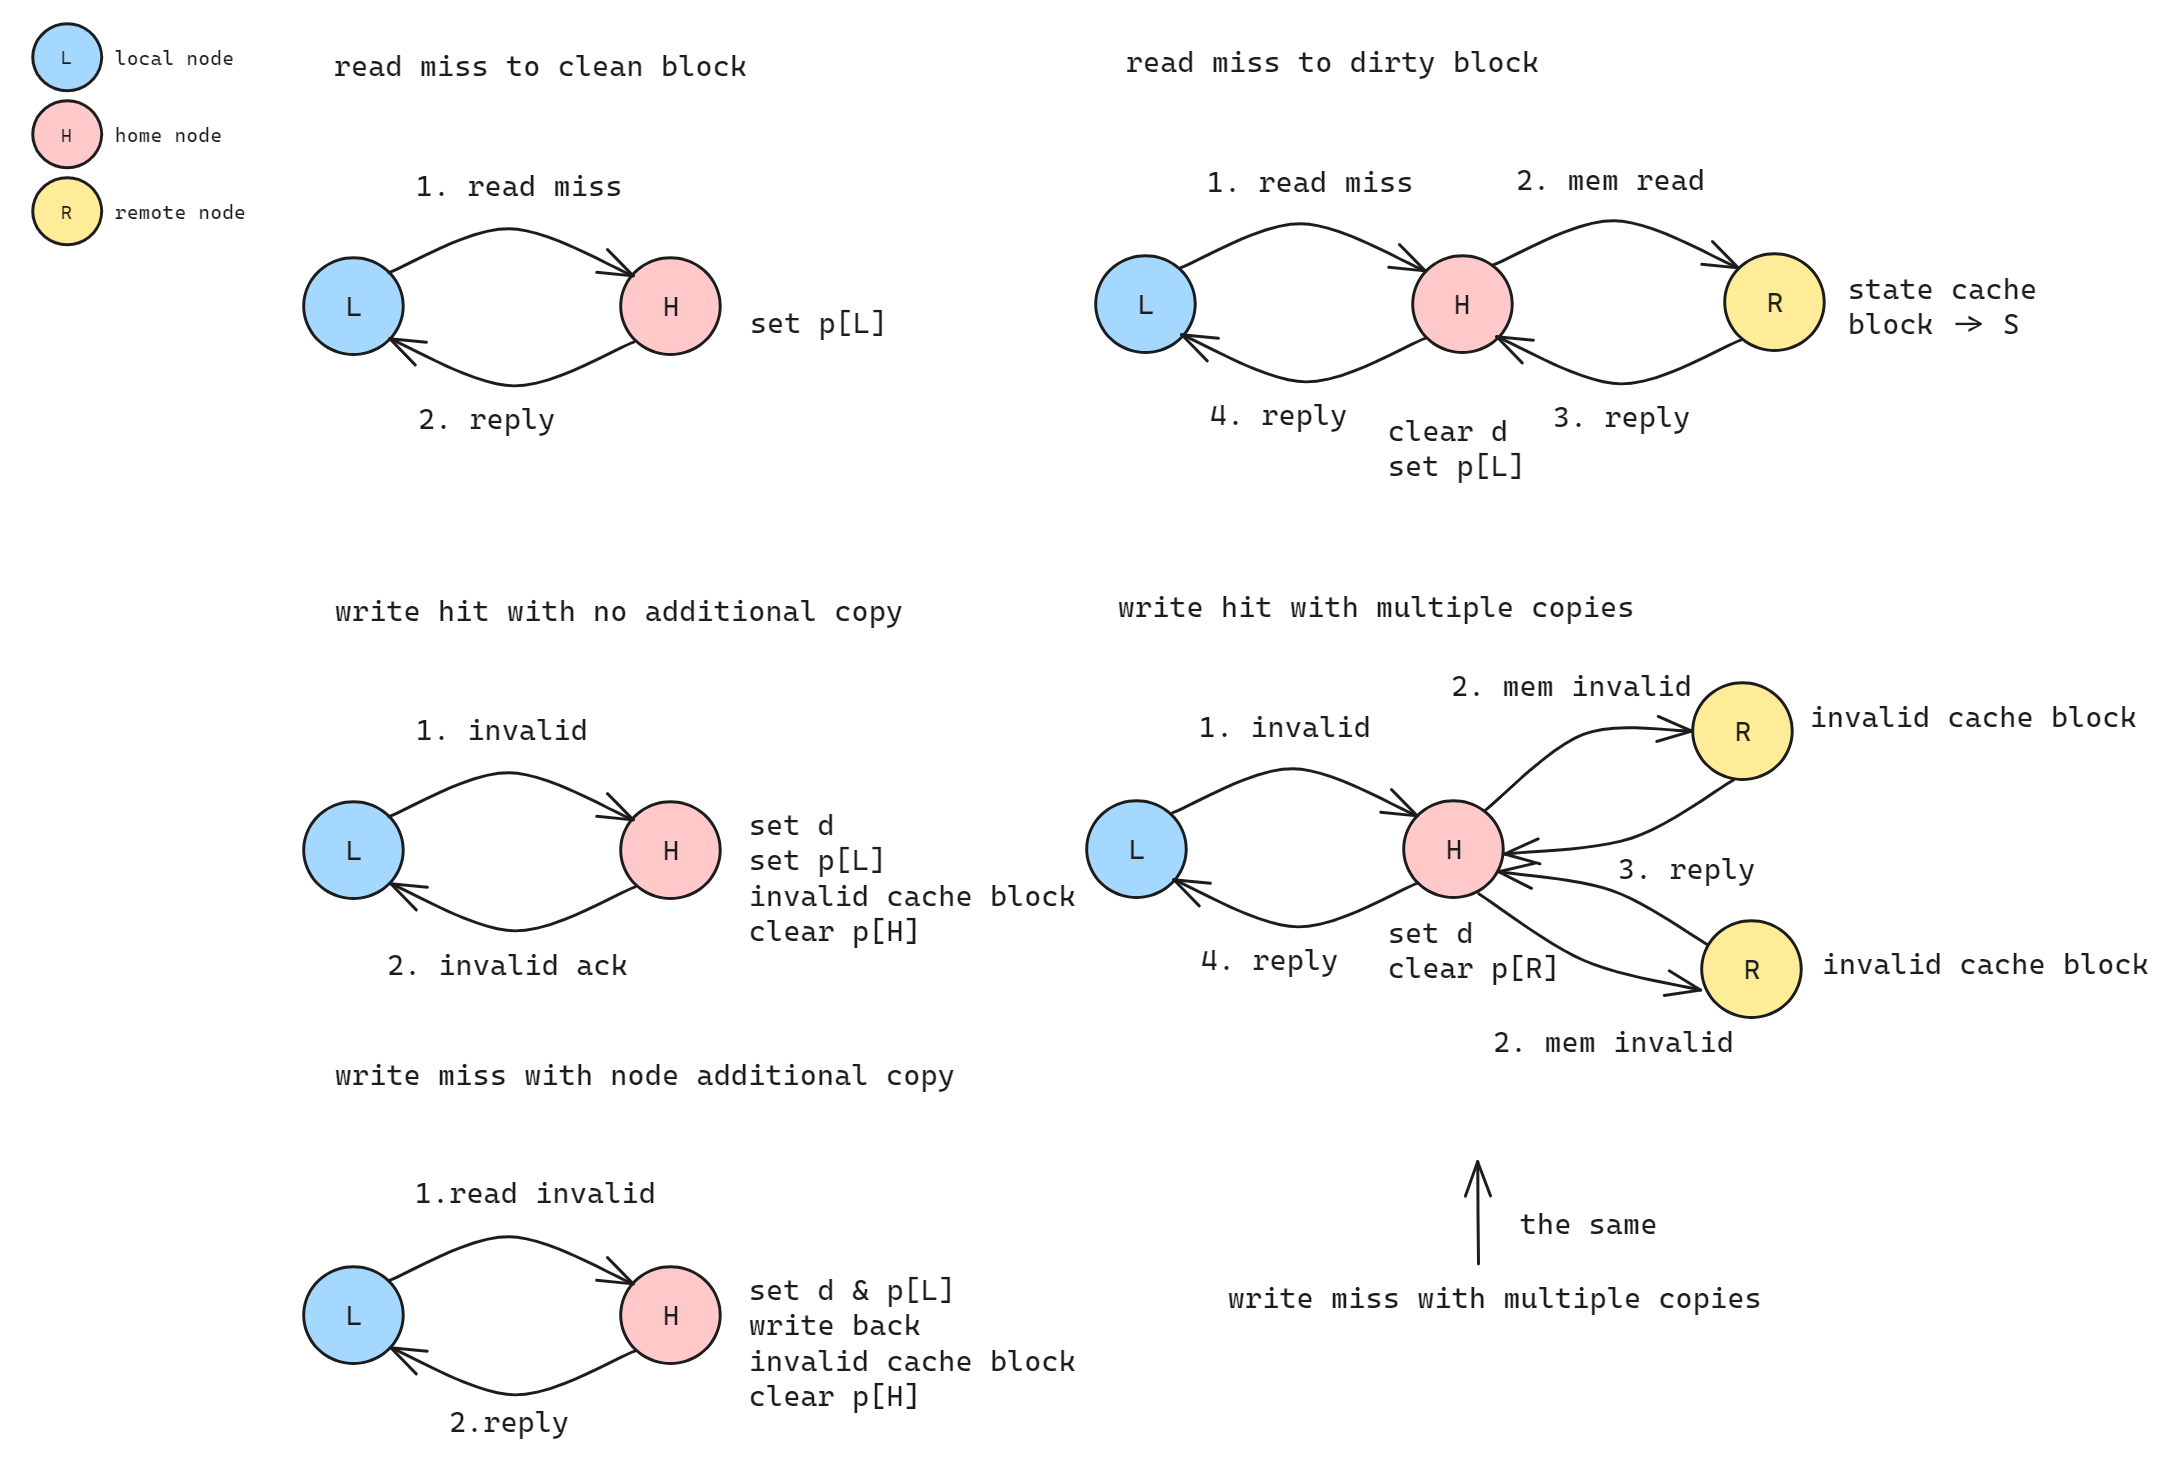 L local node
H home node
R remote node
read miss to clean block
1. read miss
L
H
set p[L]
2. reply
read miss to dirty block
1. read miss
2. mem read
L
H
R
state cache
block → S
4. reply
3. reply
clear d
set p[L]
write hit with no additional copy
1. invalid
L
H
set d
set p[L]
invalid cache block
clear p[H]
2. invalid ack
write hit with multiple copies
2. mem invalid
R
invalid cache block
1. invalid
L
H
3. reply
set d
clear p[R]
4. reply
R
invalid cache block
2. mem invalid
write miss with node additional copy
1.read invalid
L
H
set d & p[L]
write back
invalid cache block
clear p[H]
2.reply
the same
write miss with multiple copies